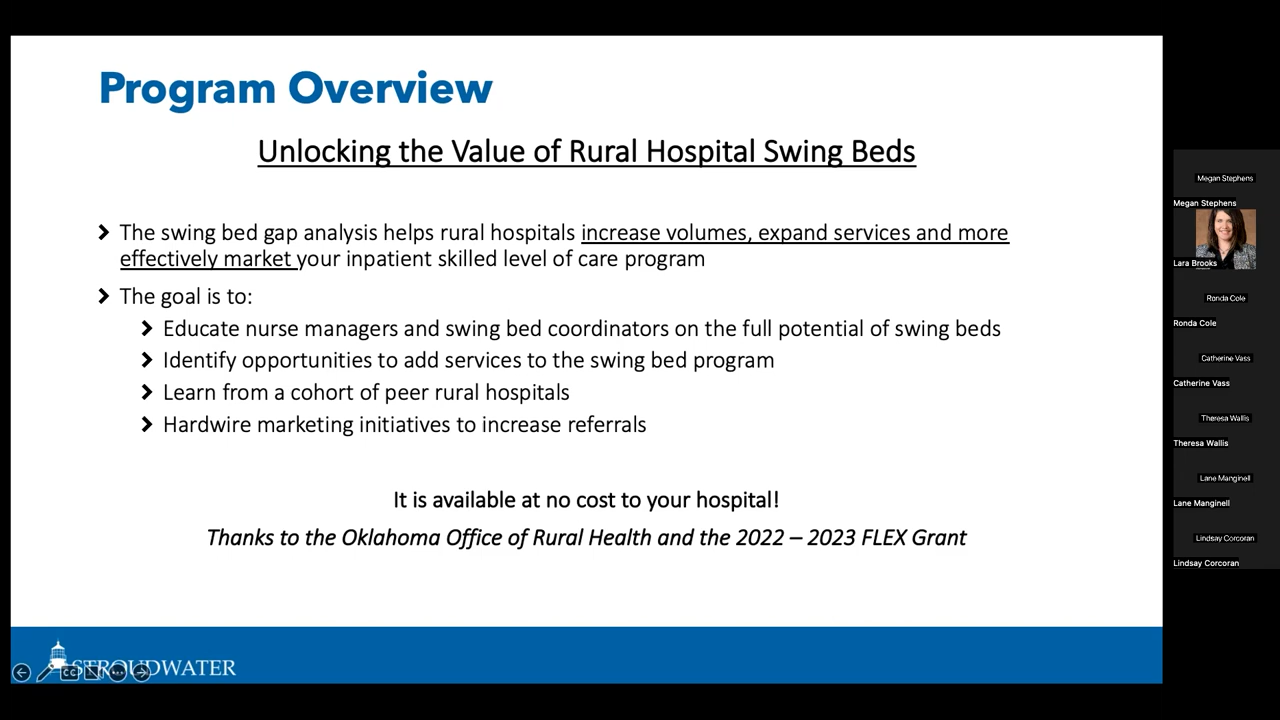 Program Overview
Unlocking the Value of Rural Hospital Swing Beds
The swing bed gap analysis helps rural hospitals increase volumes, expand services and more
effectively market your inpatient skilled level of care program
The goal is to:
Educate nurse managers and swing bed coordinators on the full potential of swing beds
Identify opportunities to add services to the swing bed program
Learn from a cohort of peer rural hospitals
Hardwire marketing initiatives to increase referrals
It is available at no cost to your hospital!
Thanks to the Oklahoma Office of Rural Health and the 2022 – 2023 FLEX Grant
STROUDWATER
CC
Megan Stephens
Megan Stephens
Lara Brooks
Ronda Cole
Ronda Cole
Catherine Vass
Catherine Vass
Theresa Wallis
Theresa Wallis
Lane Manginell
Lane Manginell
Lindsay Corcoran
Lindsay Corcoran